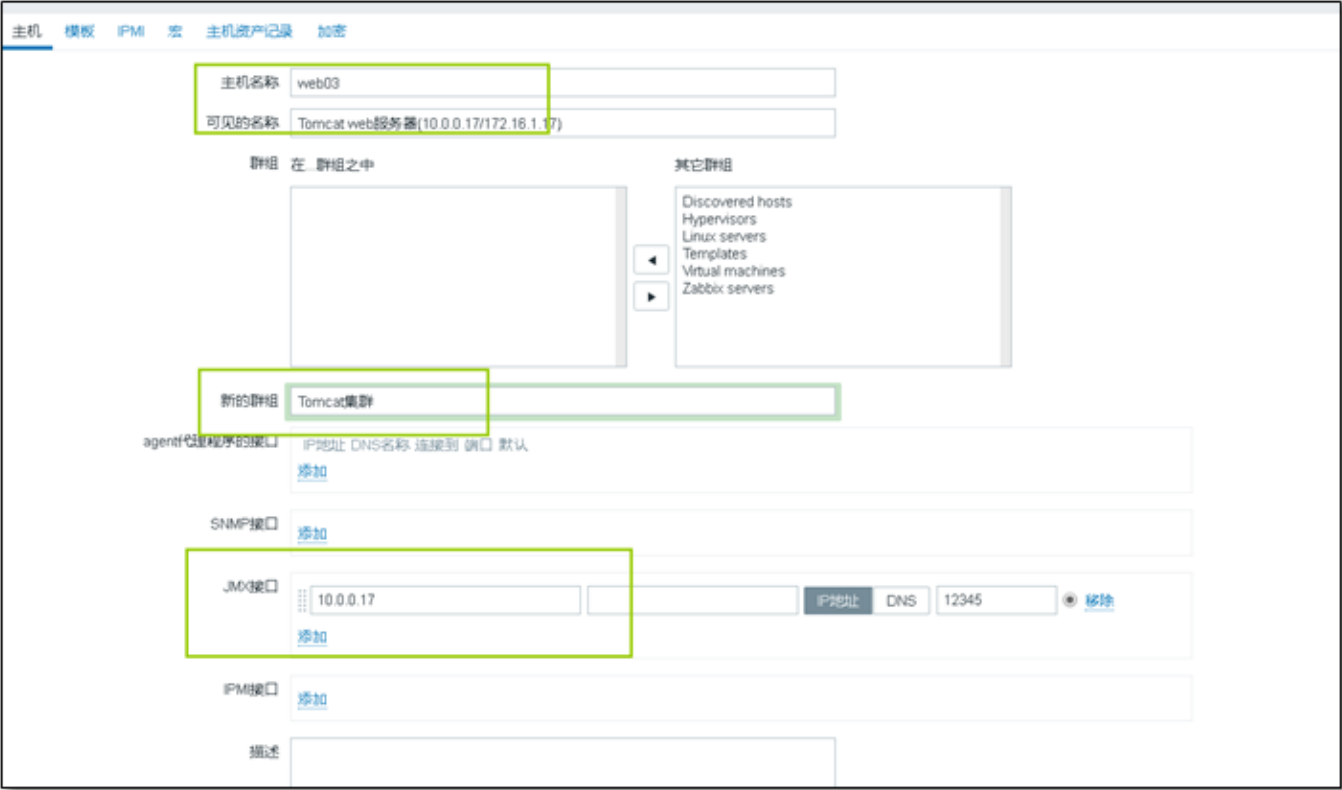 主机 模板 IPMI 宏 主机资产记录 加密
主机名称 web03
可见的名称 Tomcat web服务器(10.0.0.17/172.16.1.17)
群组 在...群组之中 其它群组
Discovered hosts
Hypervisors
Linux servers
Templates
Virtual machines
Zabbix servers
新的群组 Tomcat集群
agent代理程序的接口 IP地址 DNS名称 连接到 端口 默认
添加
SNMP接口 添加
JMX接口 10.0.0.17 IP地址 DNS 12345 移除
添加
IPMI接口 添加
描述